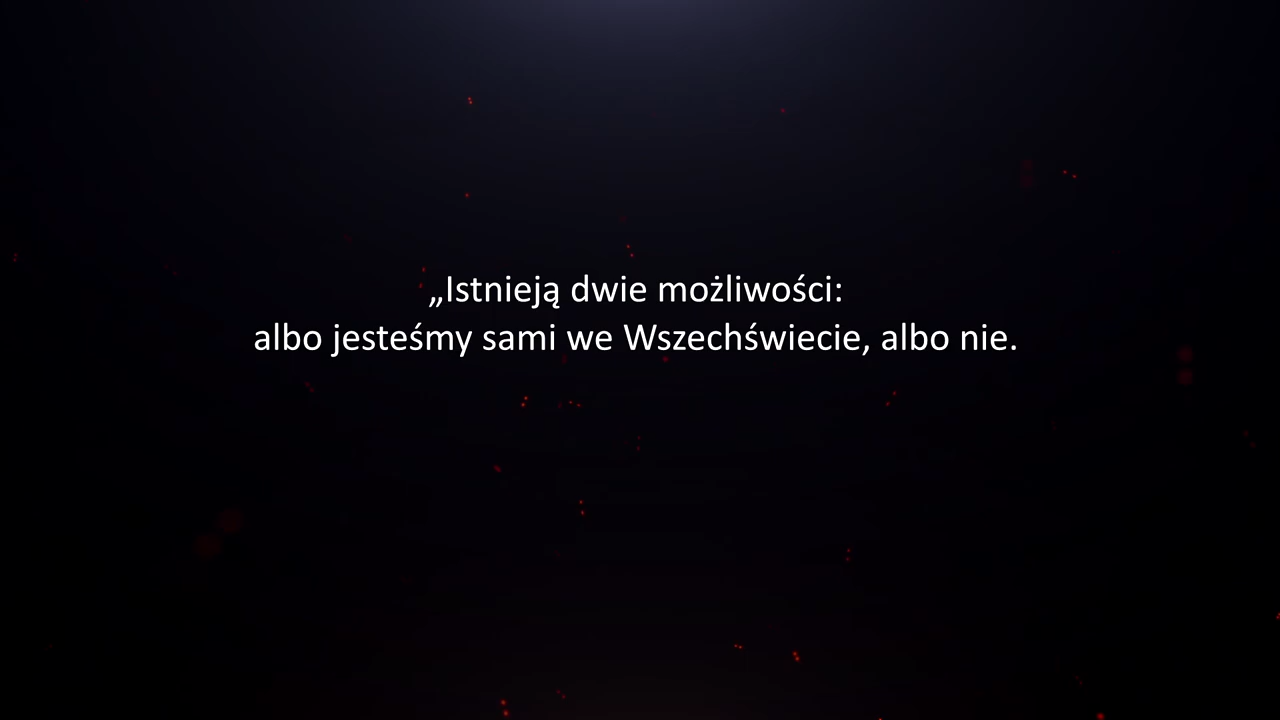 „Istnieją dwie możliwości:
albo jesteśmy sami we Wszechświecie, albo nie.